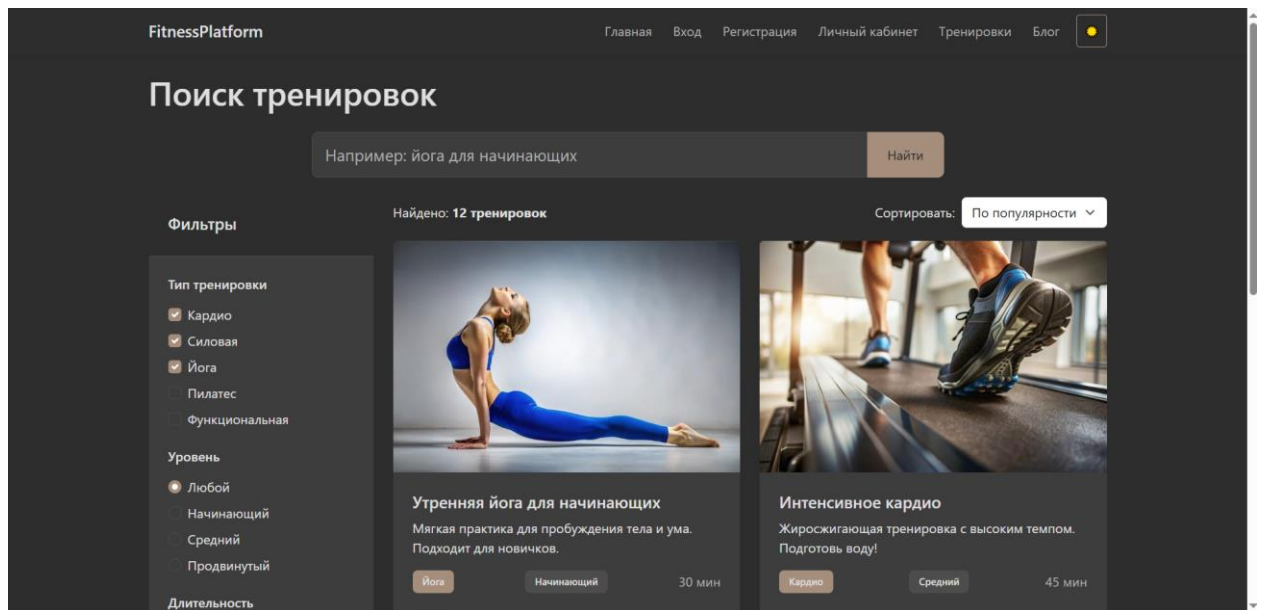 FitnessPlatform
Главная Вход Регистрация Личный кабинет Тренировки Блог
Поиск тренировок
Например: йога для начинающих
Найти
Фильтры
Тип тренировки
Кардио
Силовая
Йога
Пилатес
Функциональная
Уровень
Любой
Начинающий
Средний
Продвинутый
Длительность
Найдено: 12 тренировок
Сортировать: По популярности
Утренняя йога для начинающих
Мягкая практика для пробуждения тела и ума.
Подходит для новичков.
Йога Начинающий 30 мин
Интенсивное кардио
Жиросжигающая тренировка с высоким темпом.
Подготовь воду!
Кардио Средний 45 мин